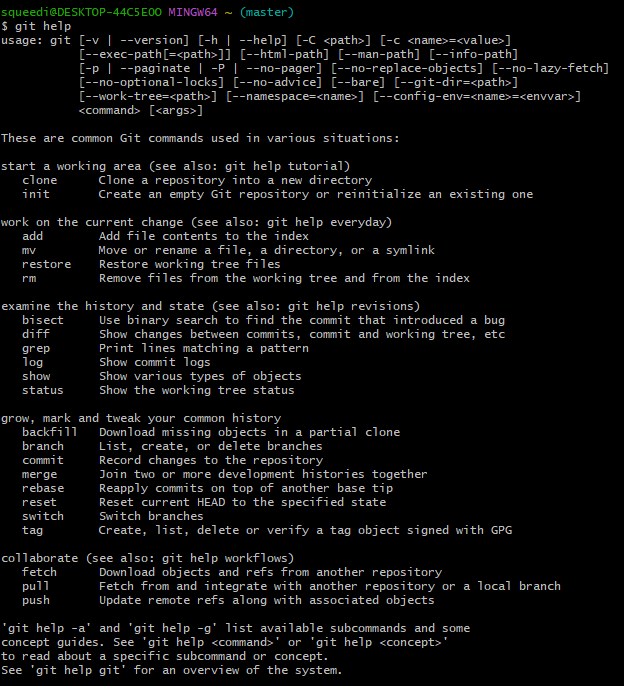 squeedi@DESKTOP-44C5EOO MINGW64 ~ (master)
$ git help
usage: git [-v | --version] [-h | --help] [-C <path>] [-c <name>=<value>]
           [--exec-path[=<path>]] [--html-path] [--man-path] [--info-path]
           [-p | --paginate | -P | --no-pager] [--no-replace-objects] [--no-lazy-fetch]
           [--no-optional-locks] [--no-advice] [--bare] [--git-dir=<path>]
           [--work-tree=<path>] [--namespace=<name>] [--config-env=<name>=<envvar>]
           <command> [<args>]

These are common Git commands used in various situations:

start a working area (see also: git help tutorial)
   clone      Clone a repository into a new directory
   init       Create an empty Git repository or reinitialize an existing one

work on the current change (see also: git help everyday)
   add        Add file contents to the index
   mv         Move or rename a file, a directory, or a symlink
   restore    Restore working tree files
   rm         Remove files from the working tree and from the index

examine the history and state (see also: git help revisions)
   bisect     Use binary search to find the commit that introduced a bug
   diff       Show changes between commits, commit and working tree, etc
   grep       Print lines matching a pattern
   log        Show commit logs
   show       Show various types of objects
   status     Show the working tree status

grow, mark and tweak your common history
   backfill   Download missing objects in a partial clone
   branch     List, create, or delete branches
   commit     Record changes to the repository
   merge      Join two or more development histories together
   rebase     Reapply commits on top of another base tip
   reset      Reset current HEAD to the specified state
   switch     Switch branches
   tag        Create, list, delete or verify a tag object signed with GPG

collaborate (see also: git help workflows)
   fetch      Download objects and refs from another repository
   pull       Fetch from and integrate with another repository or a local branch
   push       Update remote refs along with associated objects

'git help -a' and 'git help -g' list available subcommands and some
concept guides. See 'git help <command>' or 'git help <concept>'
to read about a specific subcommand or concept.
See 'git help git' for an overview of the system.